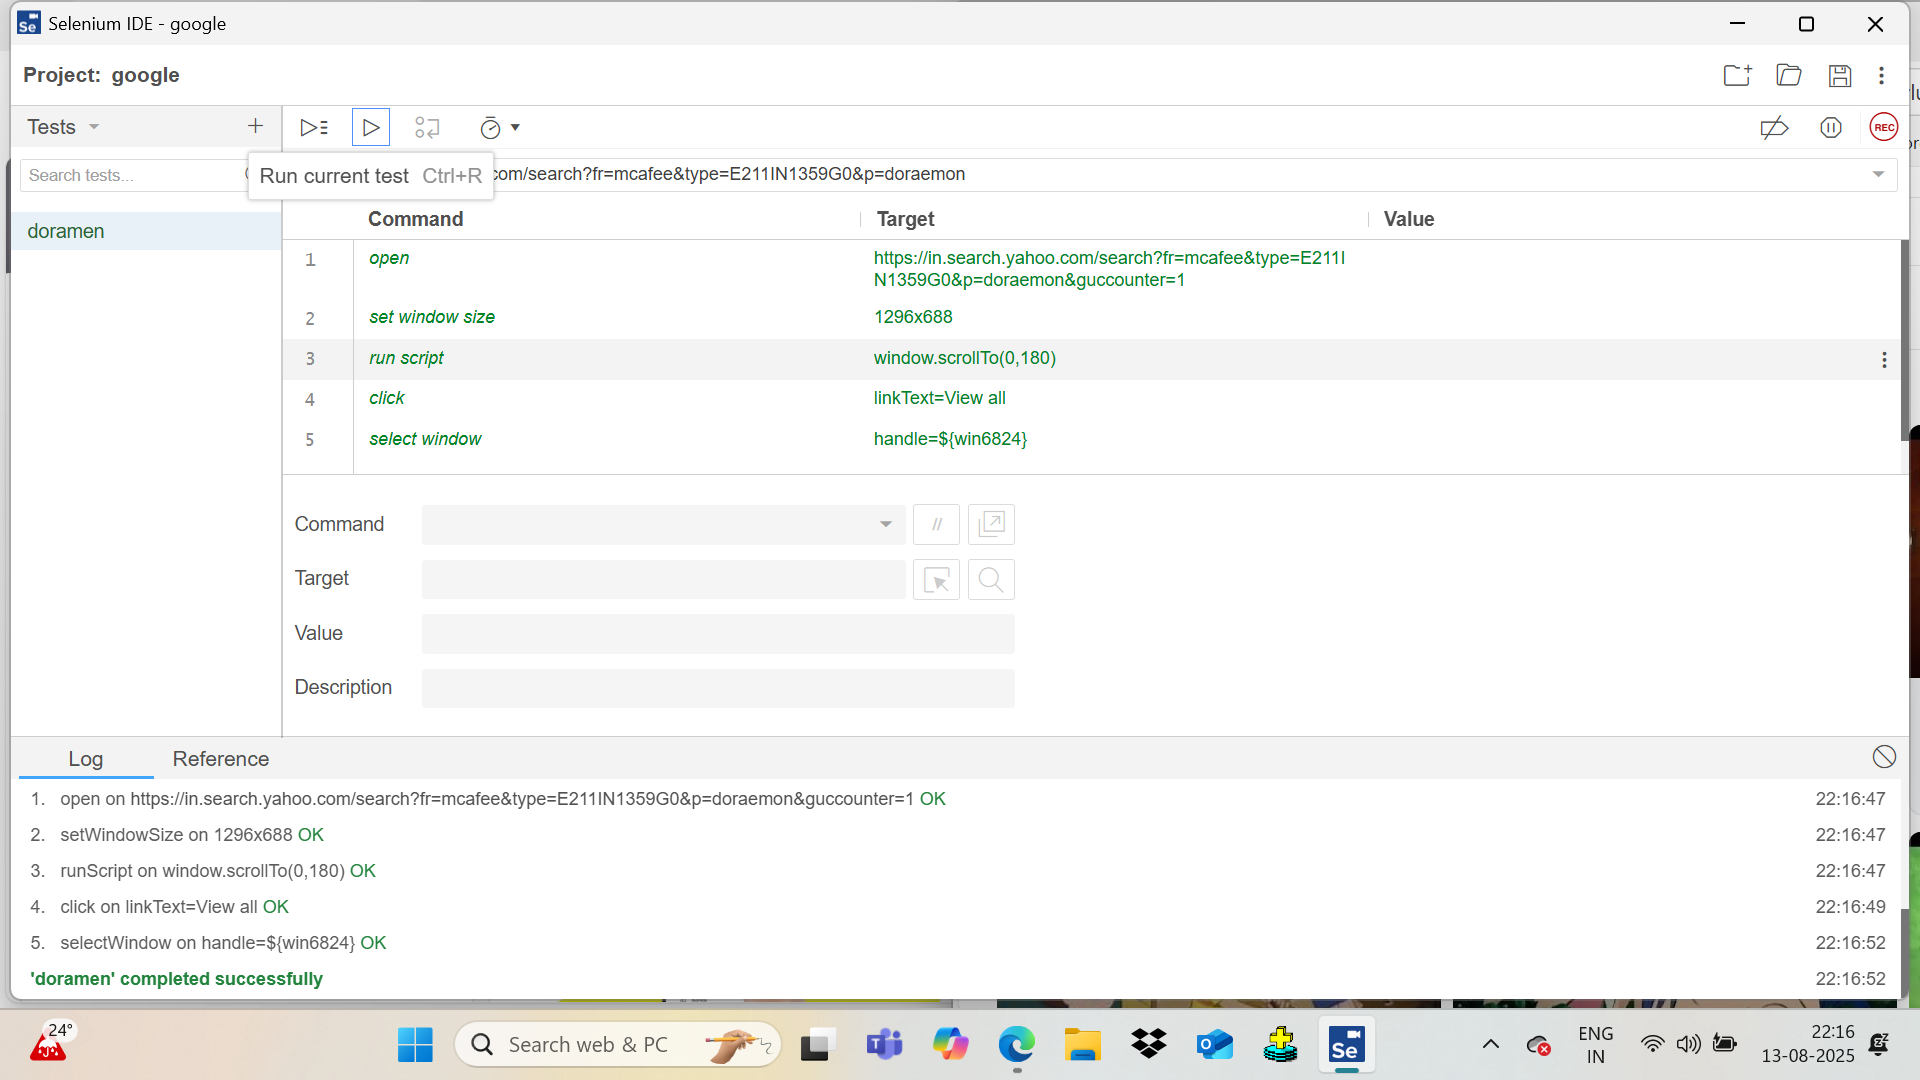 Selenium IDE - google
Project: google
Tests
REC
Search tests...
Run current test Ctrl+R
com/search?fr=mcafee&type=E211IN1359G0&p=doraemon
doramen
Command Target Value
1 open https://in.search.yahoo.com/search?fr=mcafee&type=E211I
N1359G0&p=doraemon&guccounter=1
2 set window size 1296x688
3 run script window.scrollTo(0,180)
4 click linkText=View all
5 select window handle=${win6824}
Command //
Target
Value
Description
Log Reference
1. open on https://in.search.yahoo.com/search?fr=mcafee&type=E211IN1359G0&p=doraemon&guccounter=1 OK 22:16:47
2. setWindowSize on 1296x688 OK 22:16:47
3. runScript on window.scrollTo(0,180) OK 22:16:47
4. click on linkText=View all OK 22:16:49
5. selectWindow on handle=${win6824} OK 22:16:52
'doramen' completed successfully 22:16:52
24°
Search web & PC
Se
ENG
IN
22:16
13-08-2025